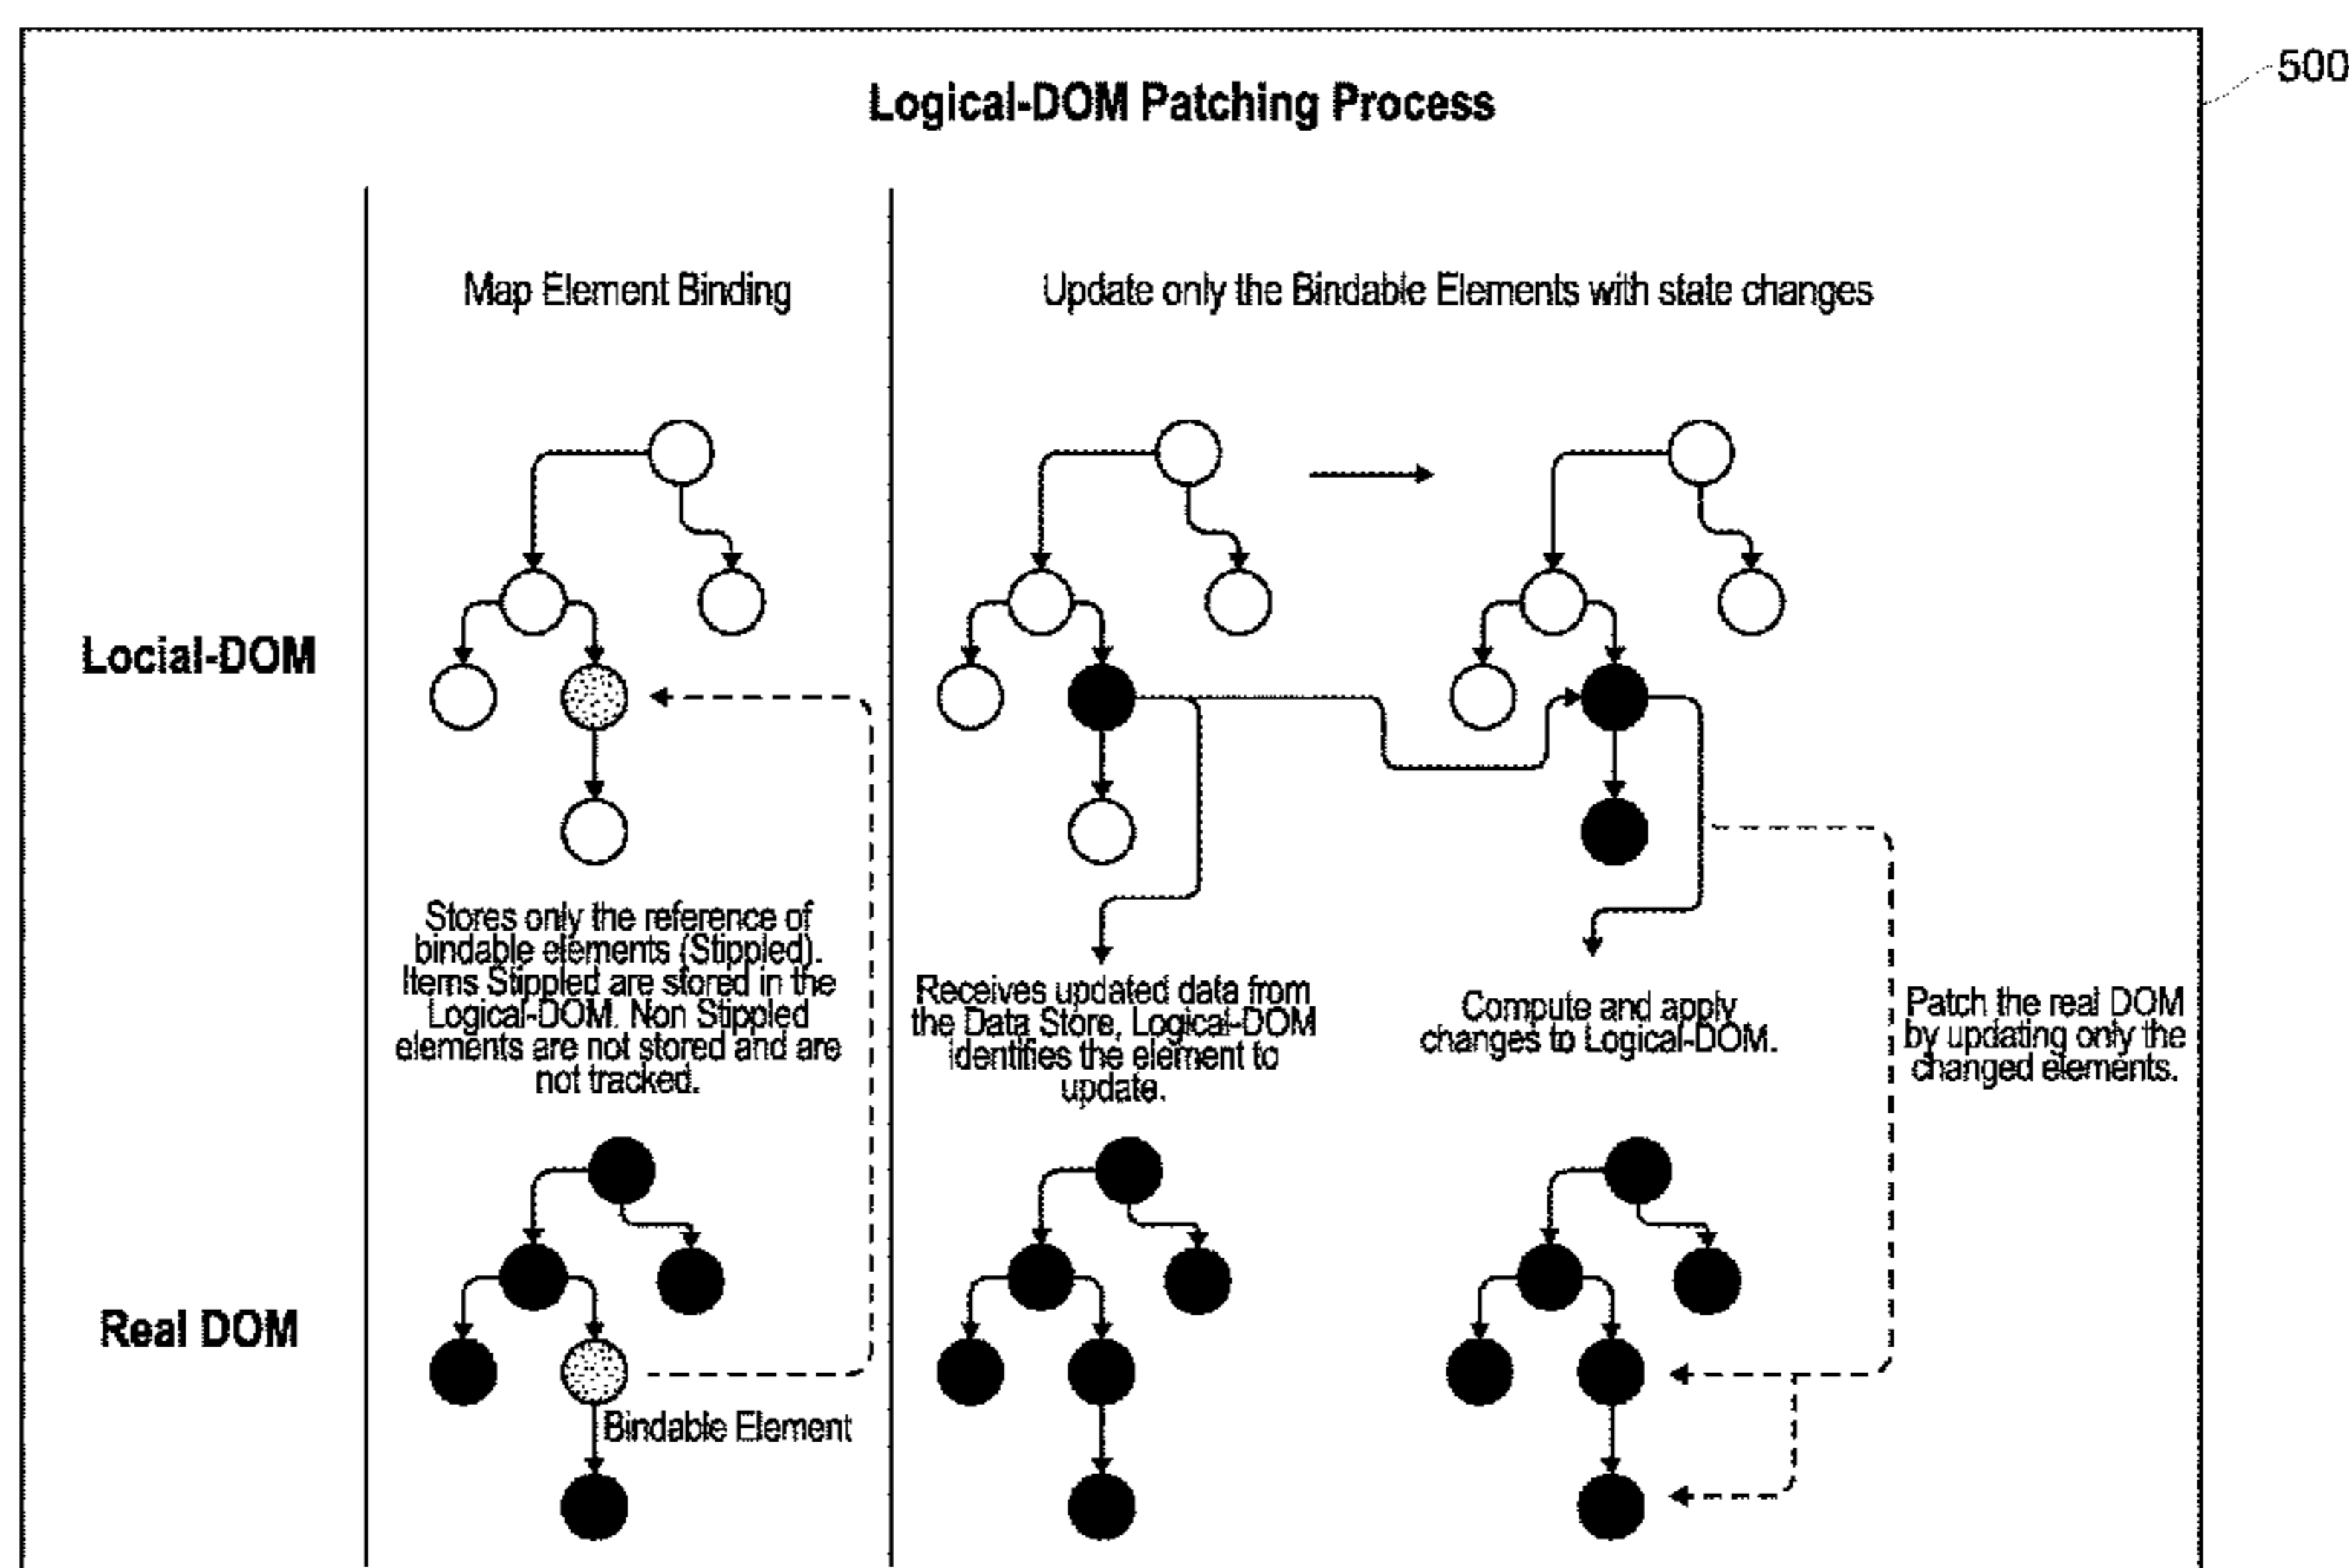 500
Logical-DOM Patching Process
Map Element Binding
Update only the Bindable Elements with state changes
Locial-DOM
Stores only the reference of
bindable elements (Stippled).
Items Stippled are stored in the
Logical-DOM. Non Stippled
elements are not stored and are
not tracked.
Receives updated data from
the Data Store, Logical-DOM
identifies the element to
update.
Compute and apply
changes to Logical-DOM.
Patch the real DOM
by updating only the
changed elements.
Real DOM
Bindable Element